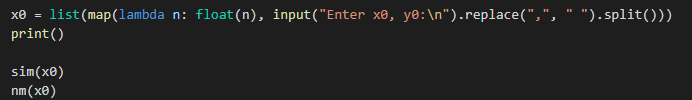 x0 = list(map(lambda n: float(n), input("Enter x0, y0:\n").replace(",", " ").split()))
print()
sim(x0)
nm(x0)